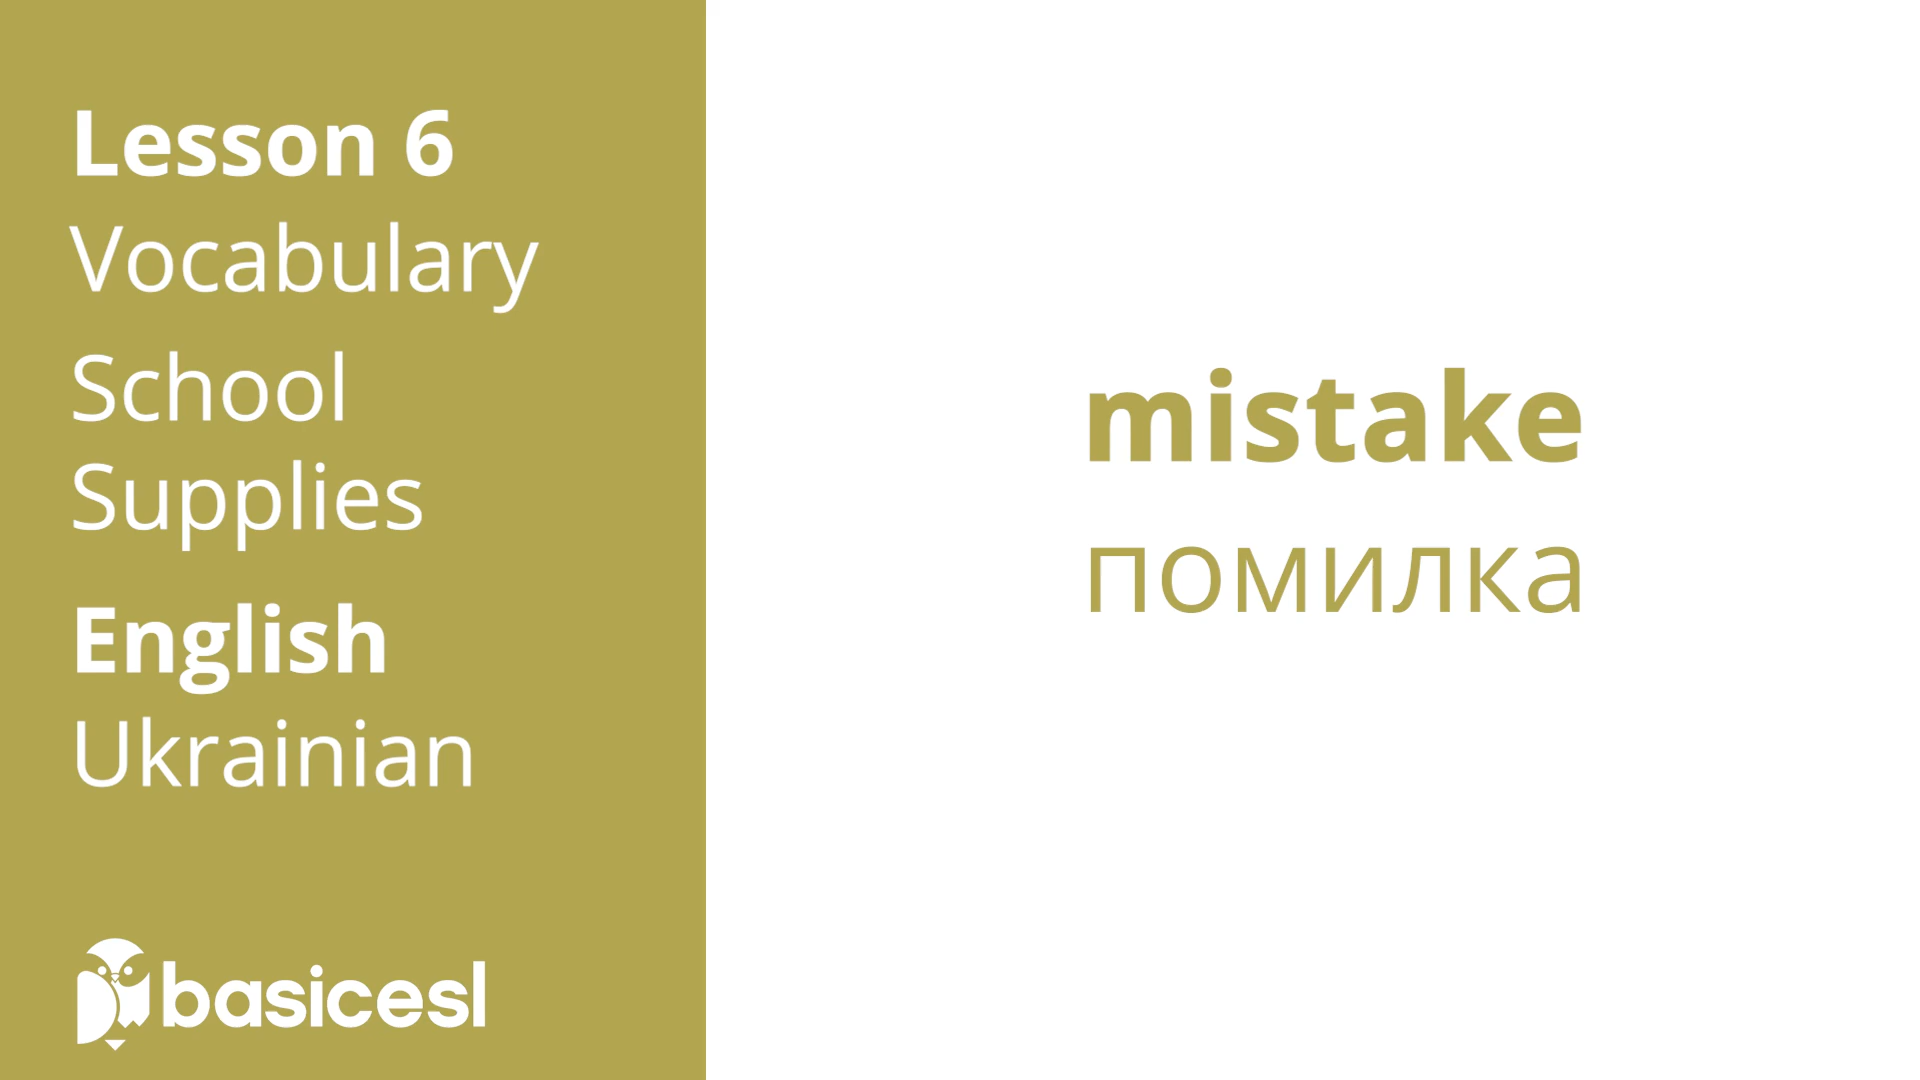 Lesson 6
Vocabulary
School
Supplies
English
Ukrainian
basicesl
mistake
помилка